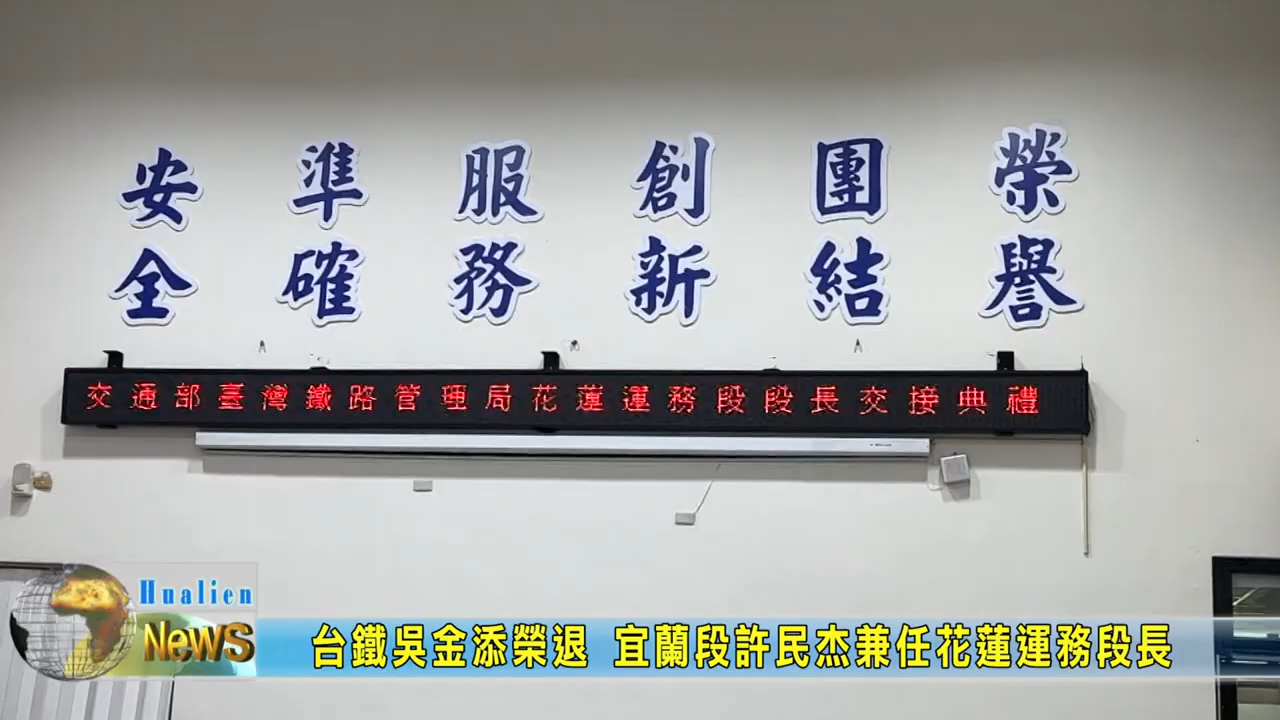 安全 準確 服務 創新 團結 榮譽
交通部臺灣鐵路管理局花蓮運務段段長交接典禮
Hualien
News
台鐵吳金添榮退 宜蘭段許民杰兼任花蓮運務段長